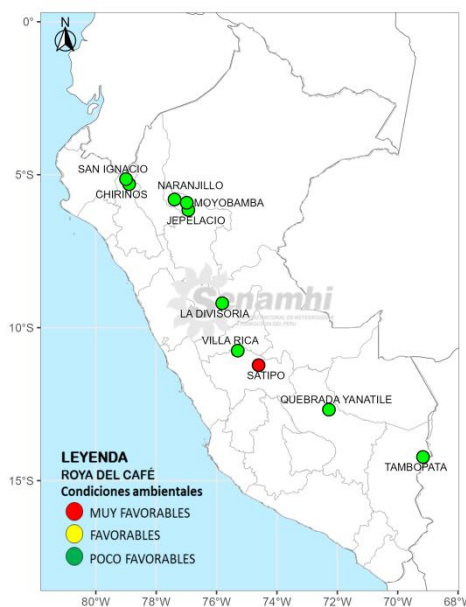 N
0°
SAN IGNACIO
CHIRINOS
NARANJILLO
MOYOBAMBA
JEPELACIO
5°S
Senamhi
LA DIVISORIA
10°S
VILLA RICA
SATIPO
QUEBRADA YANATILE
TAMBOPATA
15°S
LEYENDA
ROYA DEL CAFÉ
Condiciones ambientales
MUY FAVORABLES
FAVORABLES
POCO FAVORABLES
80°W 78°W 76°W 74°W 72°W 70°W 68°W